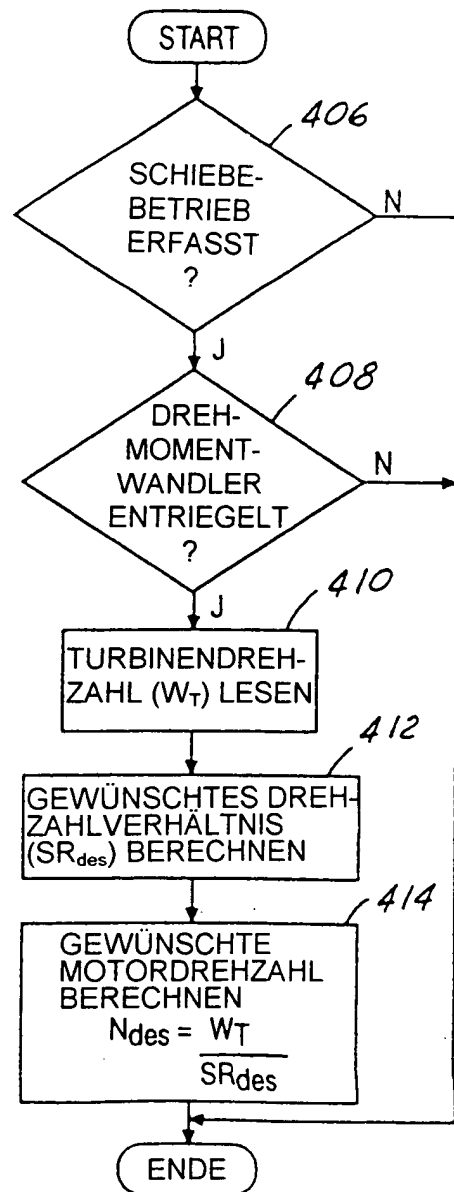 START
406
SCHIEBE-
BETRIEB
ERFASST
?
N
J
408
DREH-
MOMENT-
WANDLER
ENTRIEGELT
?
N
J
410
TURBINENDREH-
ZAHL (W_T) LESEN
412
GEWÜNSCHTES DREH-
ZAHLVERHÄLTNIS
(SR_des) BERECHNEN
414
GEWÜNSCHTE
MOTORDREHZAHL
BERECHNEN
N_des = W_T
SR_des
ENDE